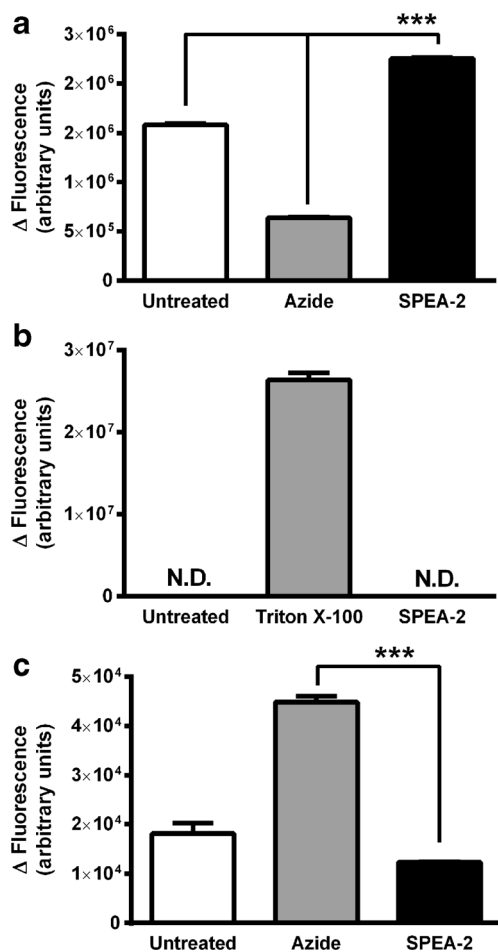 a
***
Δ Fluorescence
(arbitrary units)
3×10⁶
2×10⁶
2×10⁶
1×10⁶
5×10⁵
0
Untreated Azide SPEA-2
b
Δ Fluorescence
(arbitrary units)
3×10⁷
2×10⁷
1×10⁷
0
N.D. N.D.
Untreated Triton X-100 SPEA-2
c
***
Δ Fluorescence
(arbitrary units)
5×10⁴
4×10⁴
3×10⁴
2×10⁴
1×10⁴
0
Untreated Azide SPEA-2